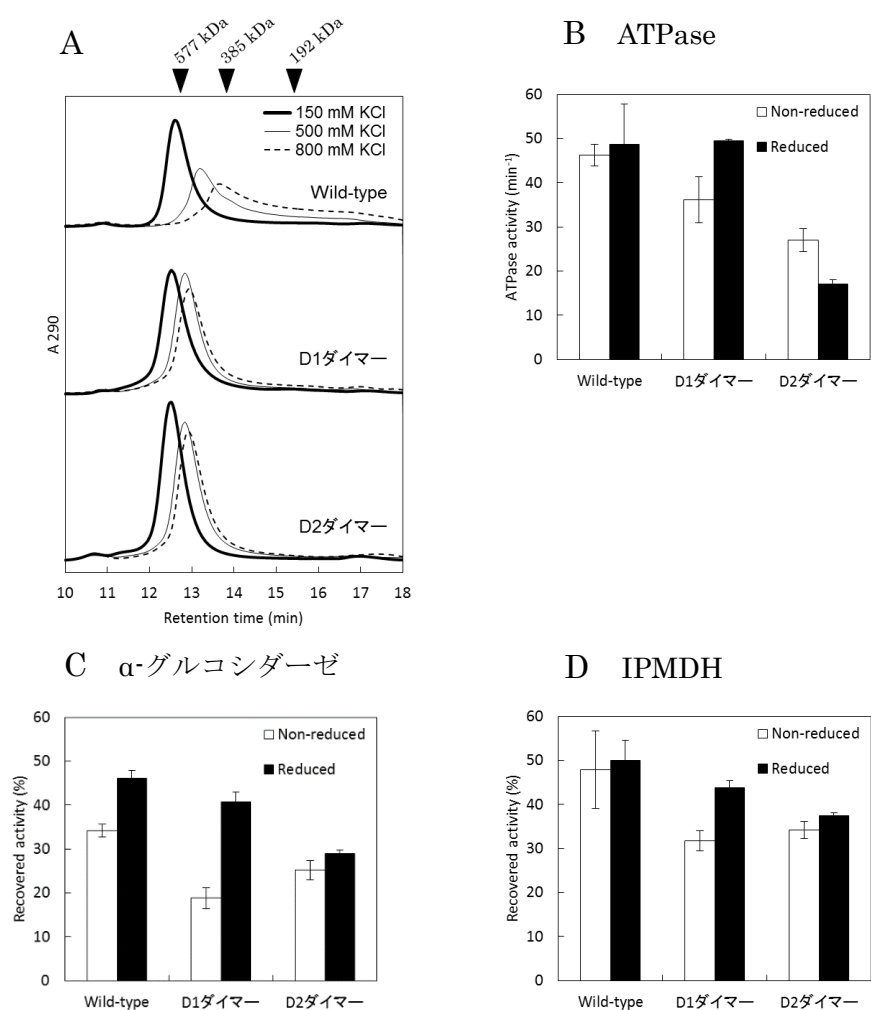 A
577 kDa
385 kDa
192 kDa
150 mM KCl
500 mM KCl
800 mM KCl
Wild-type
D1ダイマー
D2ダイマー
A 290
10 11 12 13 14 15 16 17 18
Retention time (min)
B ATPase
Non-reduced
Reduced
ATPase activity (min-1)
60
50
40
30
20
10
0
Wild-type D1ダイマー D2ダイマー
C α-グルコシダーゼ
Non-reduced
Reduced
Recovered activity (%)
60
50
40
30
20
10
0
Wild-type D1ダイマー D2ダイマー
D IPMDH
Non-reduced
Reduced
Recovered activity (%)
60
50
40
30
20
10
0
Wild-type D1ダイマー D2ダイマー